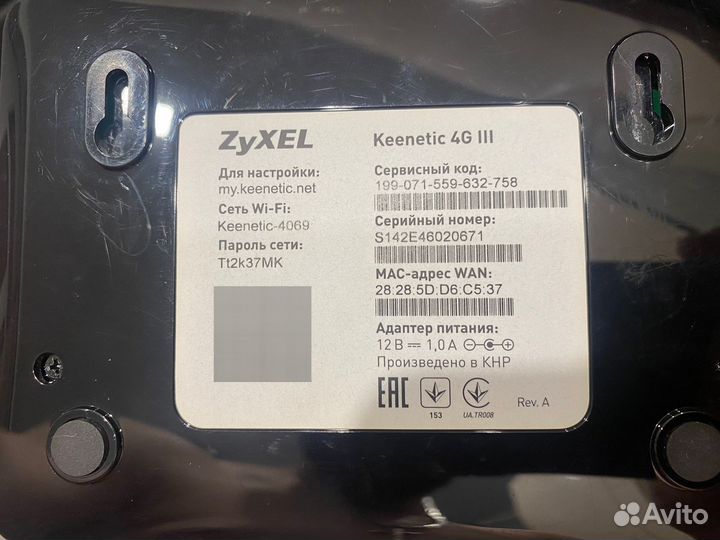 ZyXEL
Keenetic 4G III
Для настройки:
my.keenetic.net
Сеть Wi-Fi:
Keenetic-4069
Пароль сети:
Tt2k37MK
Сервисный код:
199-071-559-632-758
Серийный номер:
S142E46020671
MAC-адрес WAN:
28:28:5D:D6:C5:37
Адаптер питания:
12 В 1,0 А
Произведено в КНР
EAC
153
UA.TR008
Rev. A
Avito